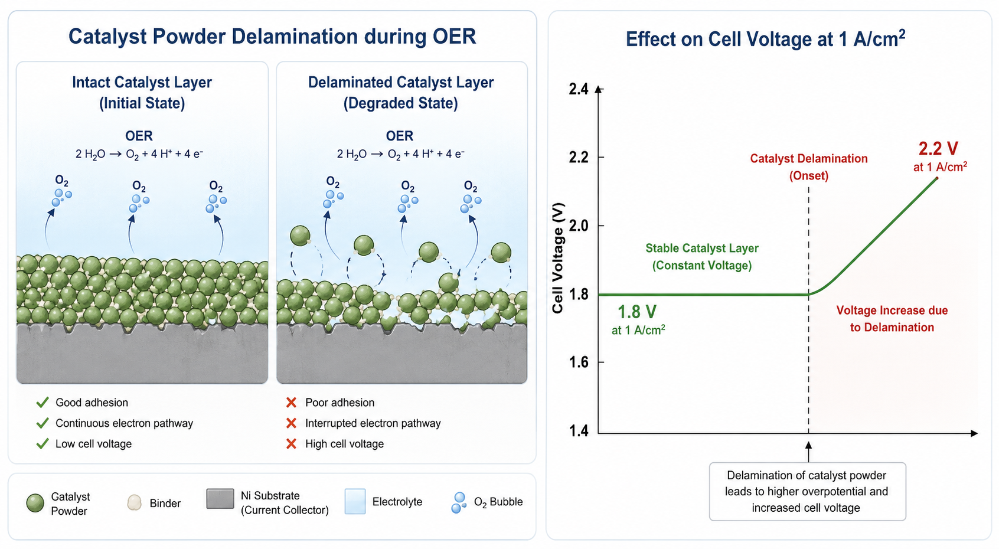 Catalyst Powder Delamination during OER
Intact Catalyst Layer
(Initial State)
OER
2 H₂O → O₂ + 4 H⁺ + 4 e⁻
O₂
O₂
O₂
Good adhesion
Continuous electron pathway
Low cell voltage
Delaminated Catalyst Layer
(Degraded State)
OER
2 H₂O → O₂ + 4 H⁺ + 4 e⁻
O₂
O₂
O₂
Poor adhesion
Interrupted electron pathway
High cell voltage
Gatalyst
Powder
Binder
Ni Substrate
(Current Collector)
Electrolyte
O₂ Bubble
Effect on Cell Voltage at 1 A/cm²
Cell Voltage (V)
2.4
2.2
2.0
1.8
1.6
1.4
Catalyst Delamination
(Onset)
2.2 V
at 1 A/cm²
Stable Catalyst Layer
(Constant Voltage)
1.8 V
at 1 A/cm²
Voltage Increase due
to Delamination
Delamination of catalyst powder
leads to higher overpotential and
increased cell voltage